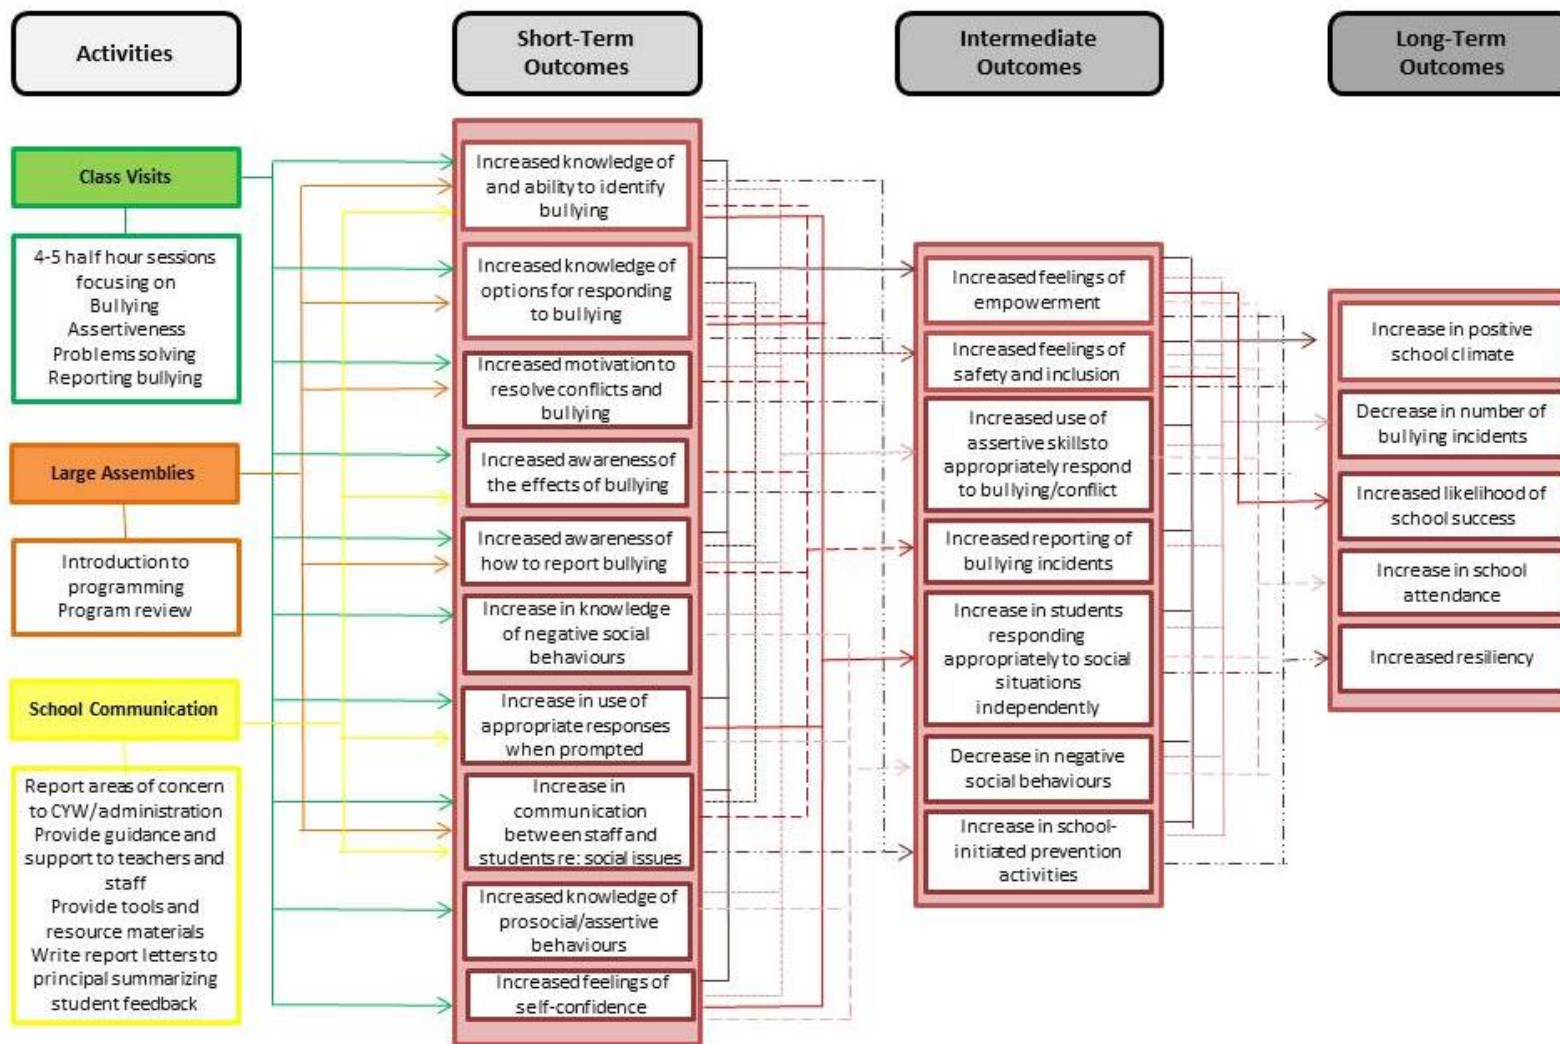 Activities
Short-Term
Outcomes
Intermediate
Outcomes
Long-Term
Outcomes
Class Visits
4-5 half hour sessions
focusing on
Bullying
Assertiveness
Problems solving
Reporting bullying
Large Assemblies
Introduction to
programming
Program review
School Communication
Report areas of concern
to CYW/administration
Provide guidance and
support to teachers and
staff
Provide tools and
resource materials
Write report letters to
principal summarizing
student feedback
Increased knowledge of
and ability to identify
bullying
Increased knowledge of
options for responding
to bullying
Increased motivation to
resolve conflicts and
bullying
Increased awareness of
the effects of bullying
Increased awareness of
how to report bullying
Increase in knowledge
of negative social
behaviours
Increase in use of
appropriate responses
when prompted
Increase in
communication
between staff and
students re: social issues
Increased knowledge of
prosocial/assertive
behaviours
Increased feelings of
self-confidence
Increased feelings of
empowerment
Increased feelings of
safety and inclusion
Increased use of
assertive skills to
appropriately respond
to bullying/conflict
Increased reporting of
bullying incidents
Increase in students
responding
appropriately to social
situations
independently
Decrease in negative
social behaviours
Increase in school-
initiated prevention
activities
Increase in positive
school climate
Decrease in number of
bullying incidents
Increased likelihood of
school success
Increase in school
attendance
Increased resiliency